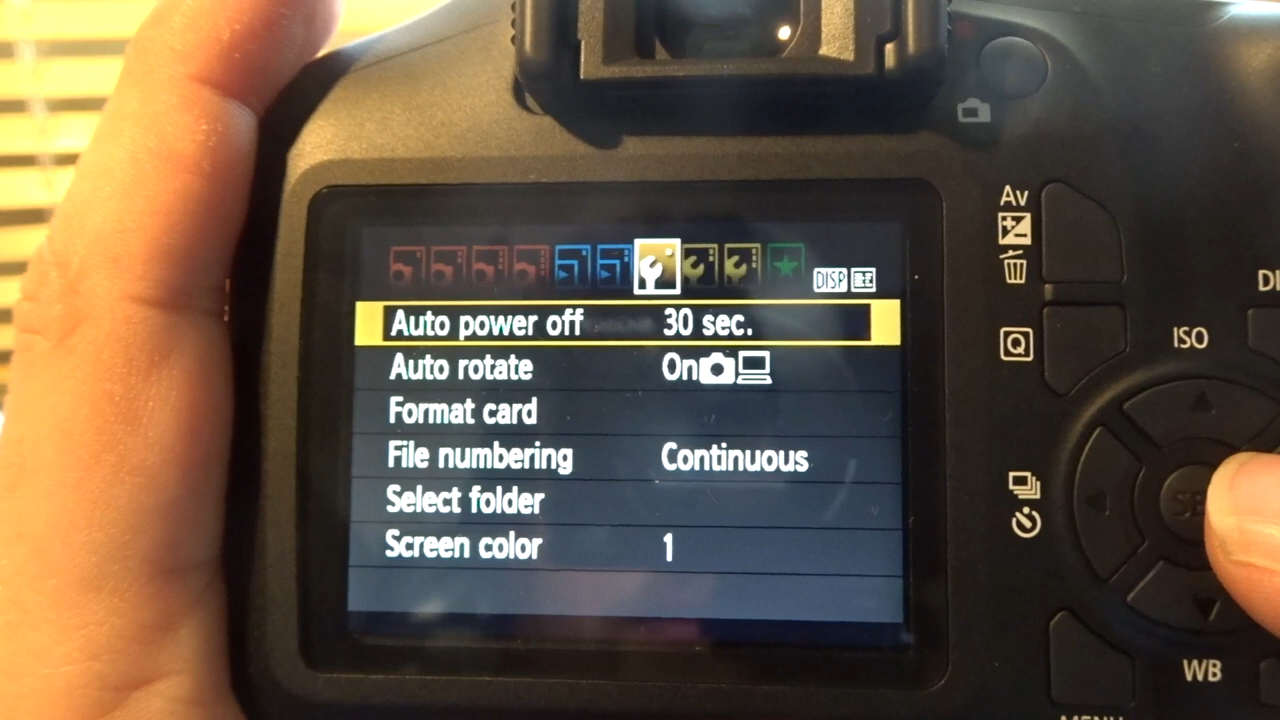 DISP
Auto power off 30 sec.
Auto rotate On
Format card
File numbering Continuous
Select folder
Screen color 1
Av
Q
ISO
WB
MENU